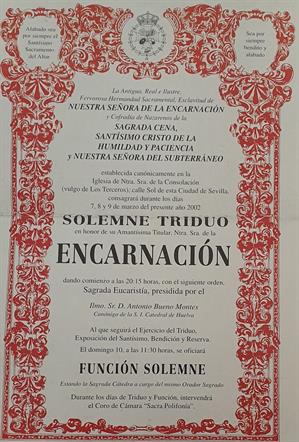 Alabado sea
por siempre el
Santísimo
Sacramento
del Altar
Sea por
siempre
bendito y
alabado
La Antigua, Real e Ilustre,
Fervorosa Hermandad Sacramental, Esclavitud de
NUESTRA SEÑORA DE LA ENCARNACIÓN
y Cofradía de Nazarenos de la
SAGRADA CENA,
SANTÍSIMO CRISTO DE LA
HUMILDAD Y PACIENCIA
y NUESTRA SEÑORA DEL SUBTERRÁNEO
establecida canónicamente en la
Iglesia de Ntra. Sra. de la Consolación
(vulgo de Los Terceros); calle Sol de esta Ciudad de Sevilla,
consagrará durante los días
7, 8 y 9 de marzo del presente año 2002
SOLEMNE TRIDUO
en honor de su Amantísima Titular, Ntra. Sra. de la
ENCARNACIÓN
dando comienzo a las 20:15 horas, con el siguiente orden,
Sagrada Eucaristía, presidida por el
Ilmo. Sr. D. Antonio Bueno Montes
Canónigo de la S. I. Catedral de Huelva
Al que seguirá el Ejercicio del Triduo,
Exposición del Santísimo, Bendición y Reserva.
El domingo 10, a las 11:30 horas, se oficiará
FUNCIÓN SOLEMNE
Estando la Sagrada Cátedra a cargo del mismo Orador Sagrado
Durante los días de Triduo y Función, intervendrá
el Coro de Cámara "Sacra Polifonía".